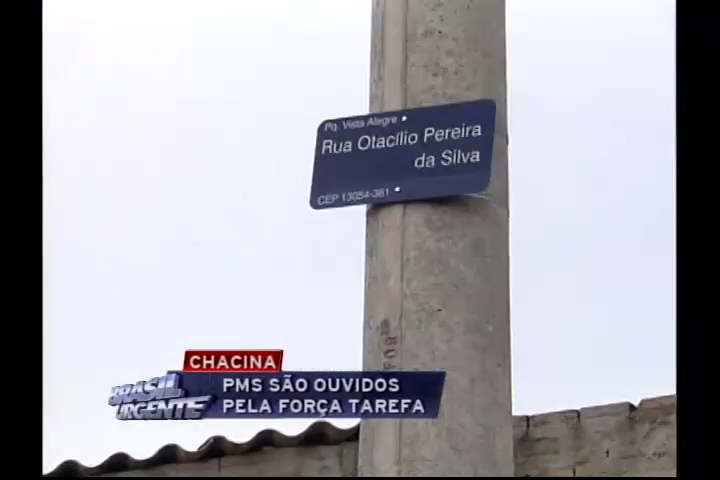 Pq. Vista Alegre
Rua Otacílio Pereira
da Silva
CEP 13054-381
CHACINA
BRASIL
URGENTE
PMS SÃO OUVIDOS
PELA FORÇA TAREFA